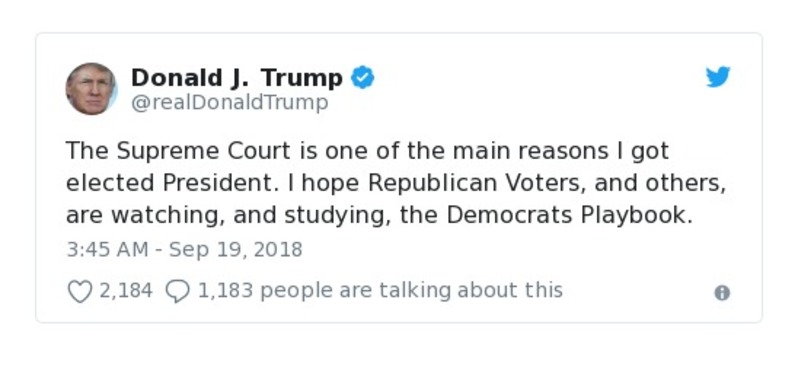 Donald J. Trump
@realDonaldTrump
The Supreme Court is one of the main reasons I got
elected President. I hope Republican Voters, and others,
are watching, and studying, the Democrats Playbook.
3:45 AM - Sep 19, 2018
2,184 1,183 people are talking about this